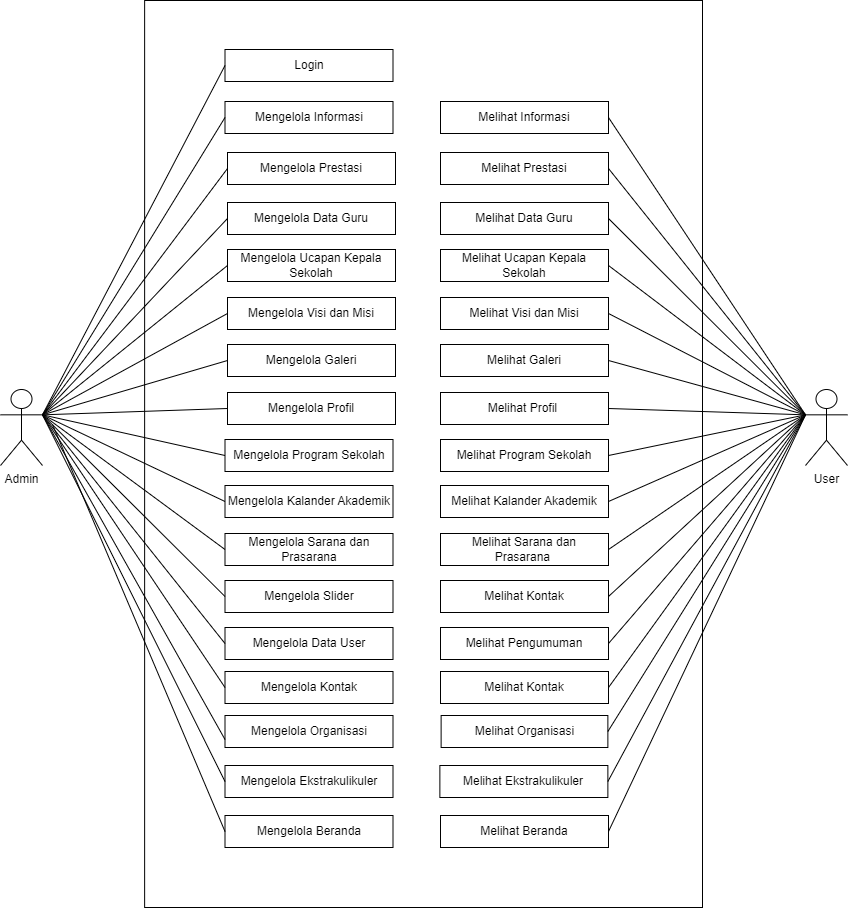 Login
Mengelola Informasi
Melihat Informasi
Mengelola Prestasi
Melihat Prestasi
Mengelola Data Guru
Melihat Data Guru
Mengelola Ucapan Kepala
Sekolah
Melihat Ucapan Kepala
Sekolah
Mengelola Visi dan Misi
Melihat Visi dan Misi
Mengelola Galeri
Melihat Galeri
Mengelola Profil
Melihat Profil
Mengelola Program Sekolah
Melihat Program Sekolah
Admin
User
Mengelola Kalander Akademik
Melihat Kalander Akademik
Mengelola Sarana dan
Prasarana
Melihat Sarana dan
Prasarana
Mengelola Slider
Melihat Kontak
Mengelola Data User
Melihat Pengumuman
Mengelola Kontak
Melihat Kontak
Mengelola Organisasi
Melihat Organisasi
Mengelola Ekstrakulikuler
Melihat Ekstrakulikuler
Mengelola Beranda
Melihat Beranda